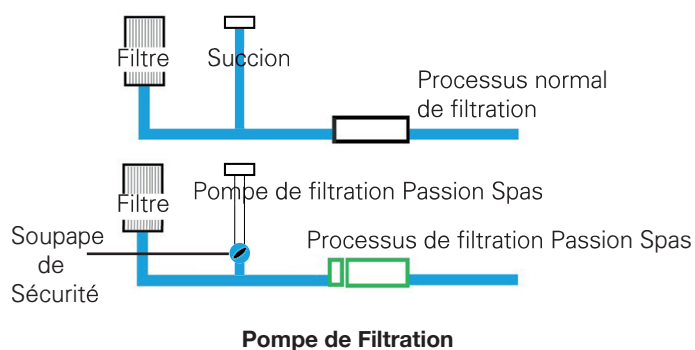 Filtre
Succion
Processus normal
de filtration
Filtre
Pompe de filtration Passion Spas
Soupape
de
Sécurité
Processus de filtration Passion Spas
Pompe de Filtration